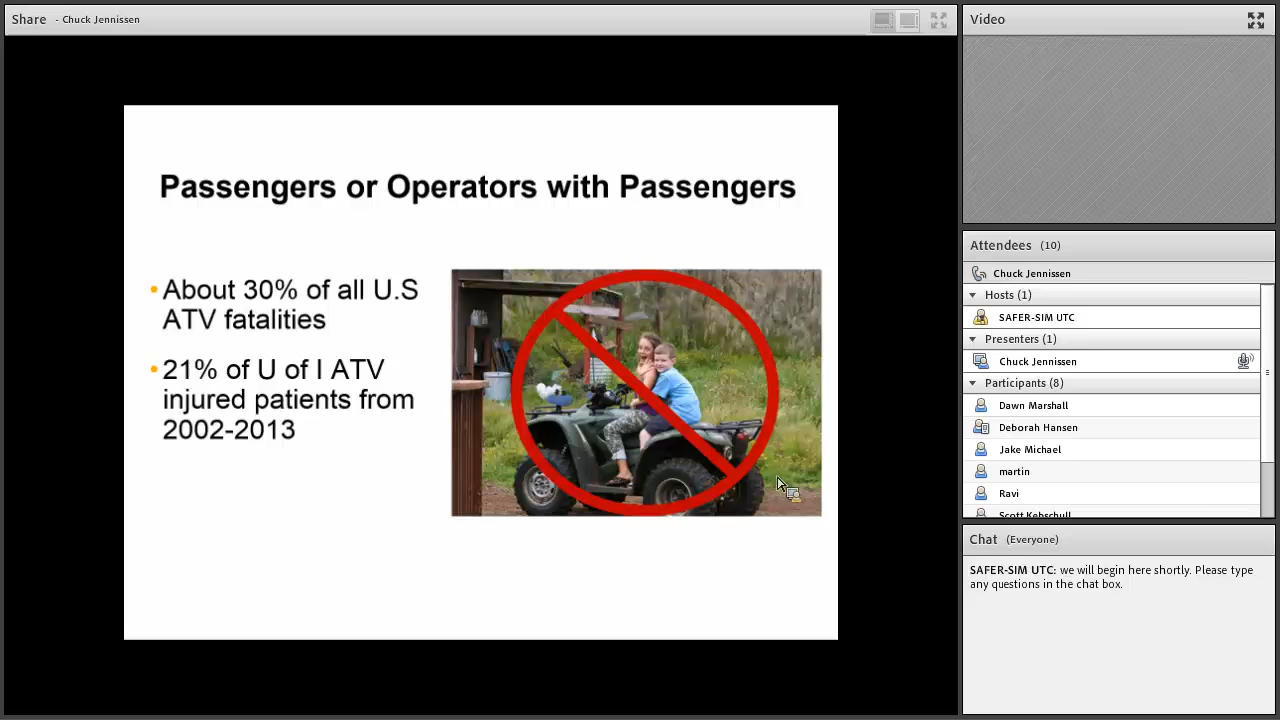 Share - Chuck Jennissen
Passengers or Operators with Passengers
• About 30% of all U.S
ATV fatalities
• 21% of U of I ATV
injured patients from
2002-2013
Video
Attendees (10)
Chuck Jennissen
Hosts (1)
SAFER-SIM UTC
Presenters (1)
Chuck Jennissen
Participants (8)
Dawn Marshall
Deborah Hansen
Jake Michael
martin
Ravi
Scott Kebschull
Chat (Everyone)
SAFER-SIM UTC: we will begin here shortly. Please type
any questions in the chat box.